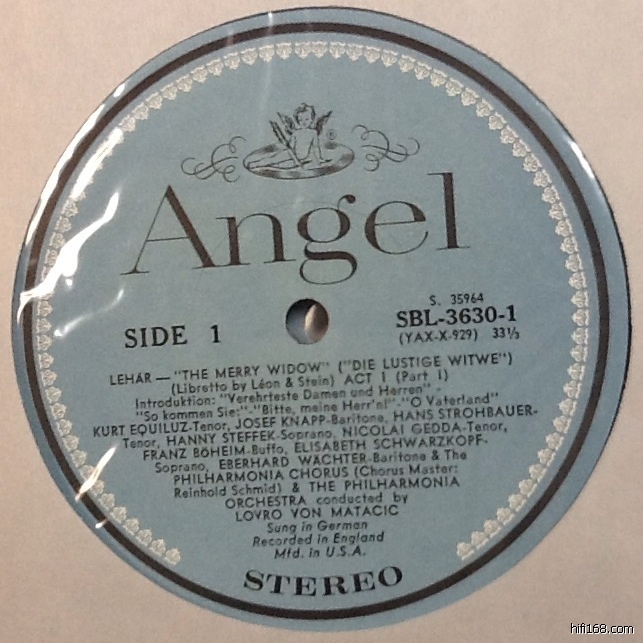 Angel
S. 35964
SIDE 1
SBL-3630-1
(YAX-X-929) 33⅓
LEHÁR — "THE MERRY WIDOW" ("DIE LUSTIGE WITWE")
(Libretto by Léon & Stein) ACT I (Part 1)
Introduktion: "Verehrteste Damen und Herren" -
"So kommen Sie:"-"Bitte, meine Herr'n!"-"O Vaterland"
KURT EQUILUZ-Tenor, JOSEF KNAPP-Baritone, HANS STROHBAUER-
Tenor, HANNY STEFFEK-Soprano, NICOLAI GEDDA-Tenor,
FRANZ BÖHEIM-Buffo, ELISABETH SCHWARZKOPF-
Soprano, EBERHARD WÄCHTER-Baritone & The
PHILHARMONIA CHORUS (Chorus Master:
Reinhold Schmid) & THE PHILHARMONIA
ORCHESTRA conducted by
LOVRO VON MATACIC
Sung in German
Recorded in England
Mfd. in U.S.A.
STEREO
hifi168.com